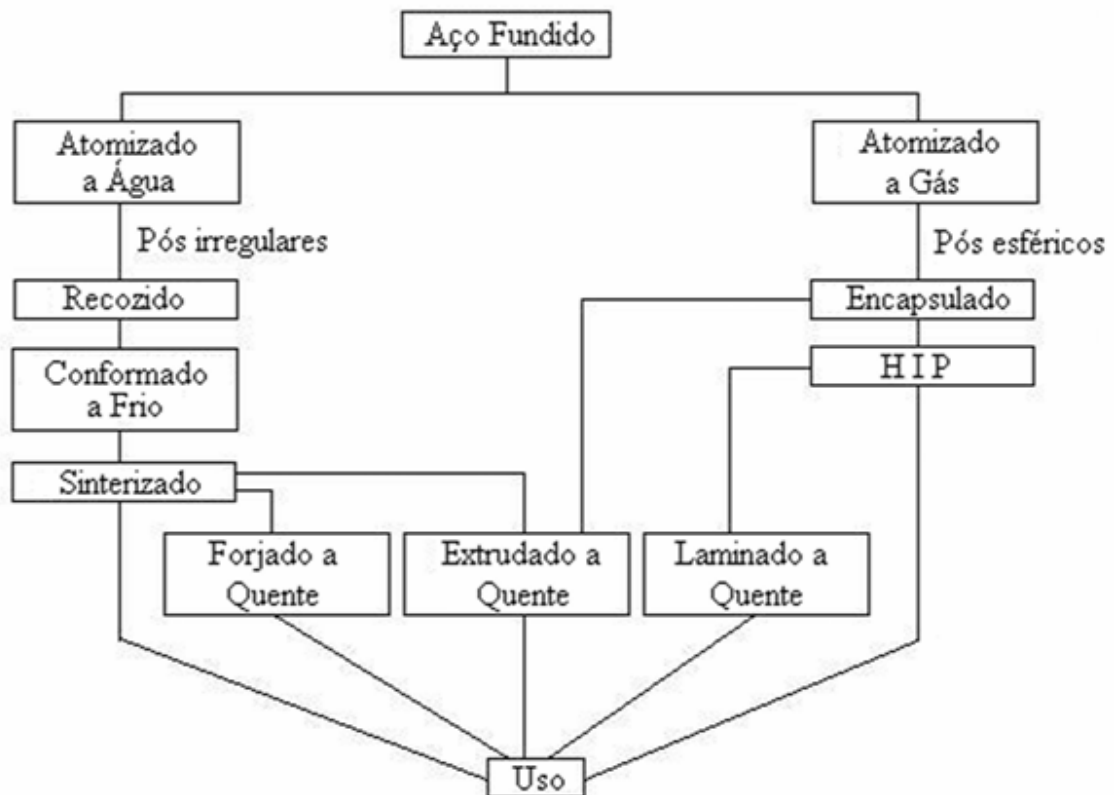 Aço Fundido
Atomizado
a Água
Atomizado
a Gás
Pós irregulares
Pós esféricos
Recozido
Encapsulado
Conformado
a Frio
H I P
Sinterizado
Forjado a
Quente
Extrudado a
Quente
Laminado a
Quente
Uso